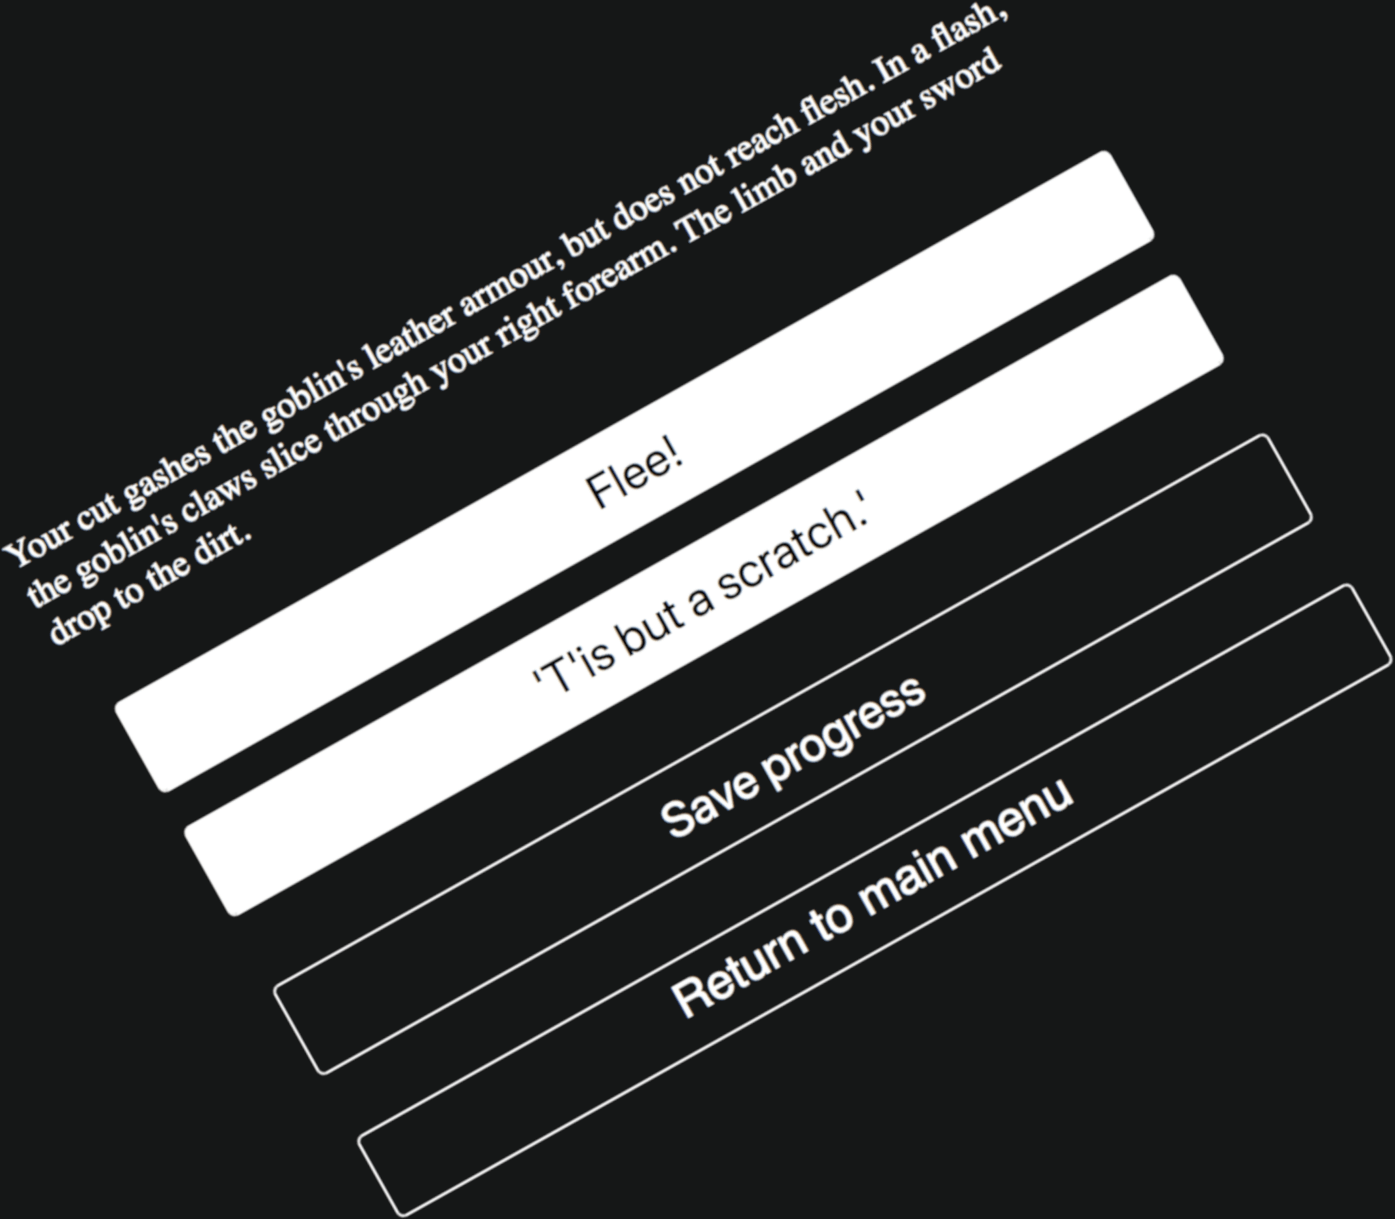 Your cut gashes the goblin's leather armour, but does not reach flesh. In a flash,
the goblin's claws slice through your right forearm. The limb and your sword
drop to the dirt.
Flee!
'T'is but a scratch.'
Save progress
Return to main menu